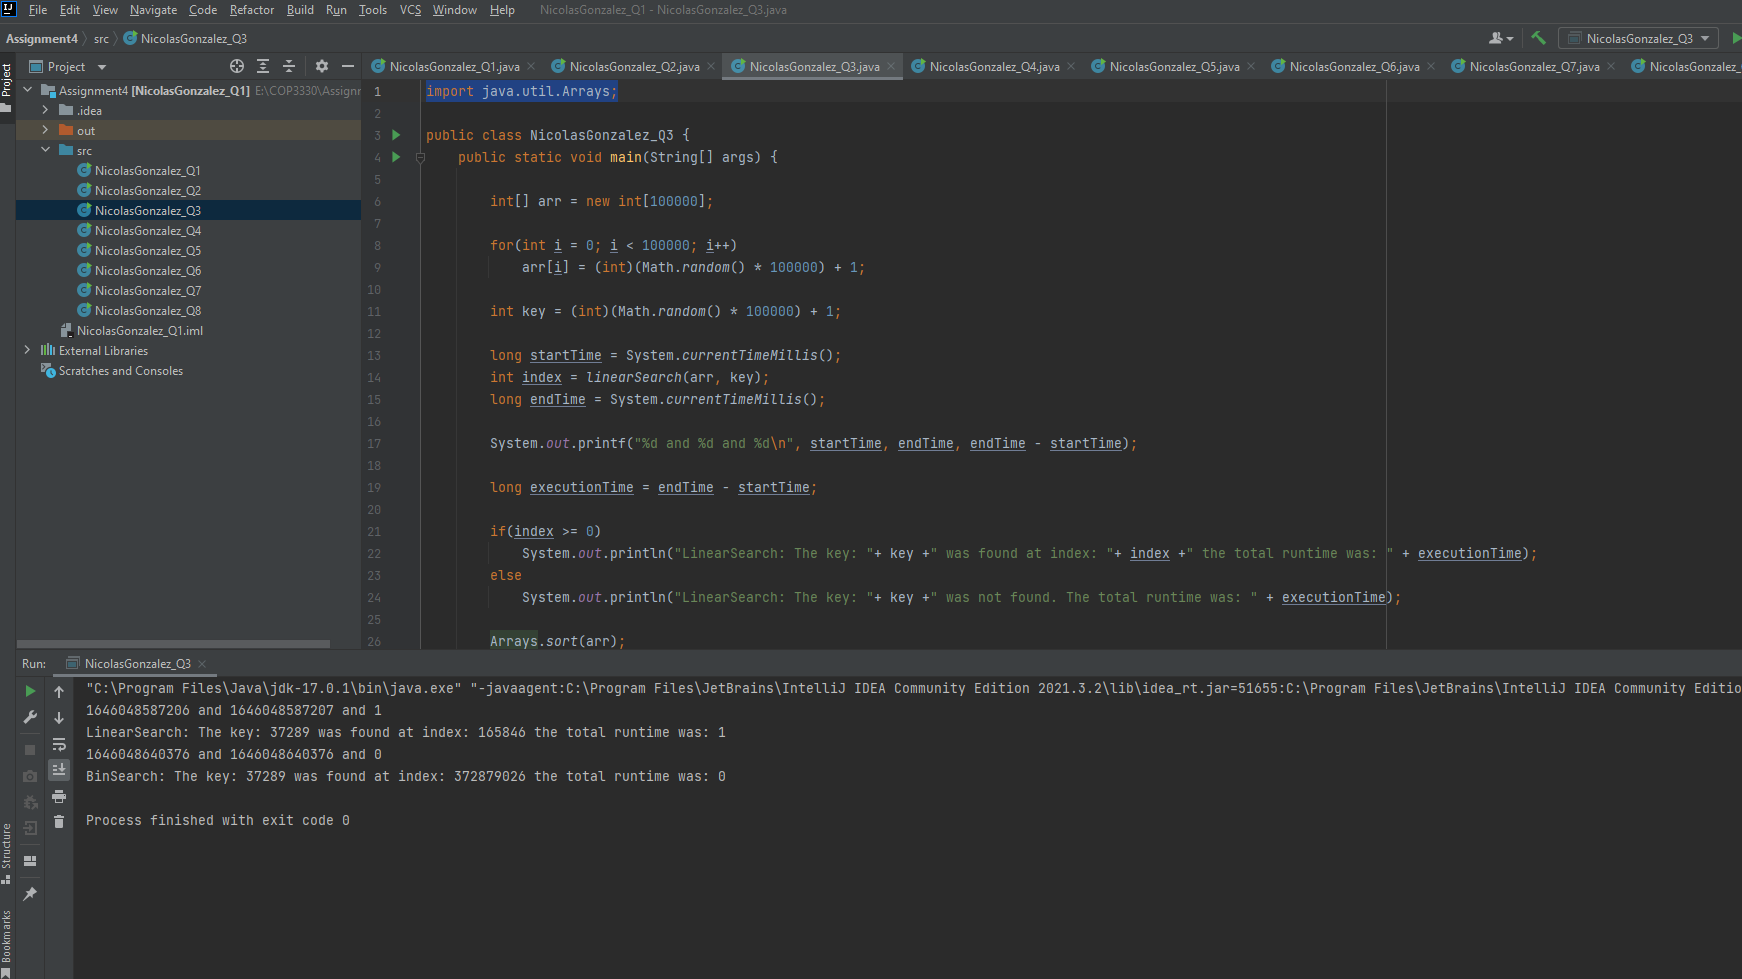 File Edit View Navigate Code Refactor Build Run Tools VCS Window Help NicolasGonzalez_Q1 - NicolasGonzalez_Q3.java
Assignment4 src NicolasGonzalez_Q3 NicolasGonzalez_Q3
Project
Project
NicolasGonzalez_Q1.java NicolasGonzalez_Q2.java NicolasGonzalez_Q3.java NicolasGonzalez_Q4.java NicolasGonzalez_Q5.java NicolasGonzalez_Q6.java NicolasGonzalez_Q7.java NicolasGonzalez_
Assignment4 [NicolasGonzalez_Q1] E:\COP3330\Assignr
.idea
out
src
NicolasGonzalez_Q1
NicolasGonzalez_Q2
NicolasGonzalez_Q3
NicolasGonzalez_Q4
NicolasGonzalez_Q5
NicolasGonzalez_Q6
NicolasGonzalez_Q7
NicolasGonzalez_Q8
NicolasGonzalez_Q1.iml
External Libraries
Scratches and Consoles
1 import java.util.Arrays;
2
3 public class NicolasGonzalez_Q3 {
4 public static void main(String[] args) {
5
6 int[] arr = new int[100000];
7
8 for(int i = 0; i < 100000; i++)
9 arr[i] = (int)(Math.random() * 100000) + 1;
10
11 int key = (int)(Math.random() * 100000) + 1;
12
13 long startTime = System.currentTimeMillis();
14 int index = linearSearch(arr, key);
15 long endTime = System.currentTimeMillis();
16
17 System.out.printf("%d and %d and %d\n", startTime, endTime, endTime - startTime);
18
19 long executionTime = endTime - startTime;
20
21 if(index >= 0)
22 System.out.println("LinearSearch: The key: "+ key +" was found at index: "+ index +" the total runtime was: " + executionTime);
23 else
24 System.out.println("LinearSearch: The key: "+ key +" was not found. The total runtime was: " + executionTime);
25
26 Arrays.sort(arr);
Run: NicolasGonzalez_Q3
"C:\Program Files\Java\jdk-17.0.1\bin\java.exe" "-javaagent:C:\Program Files\JetBrains\IntelliJ IDEA Community Edition 2021.3.2\lib\idea_rt.jar=51655:C:\Program Files\JetBrains\IntelliJ IDEA Community Editio
1646048587206 and 1646048587207 and 1
LinearSearch: The key: 37289 was found at index: 165846 the total runtime was: 1
1646048640376 and 1646048640376 and 0
BinSearch: The key: 37289 was found at index: 372879026 the total runtime was: 0
Process finished with exit code 0
Structure
Bookmarks